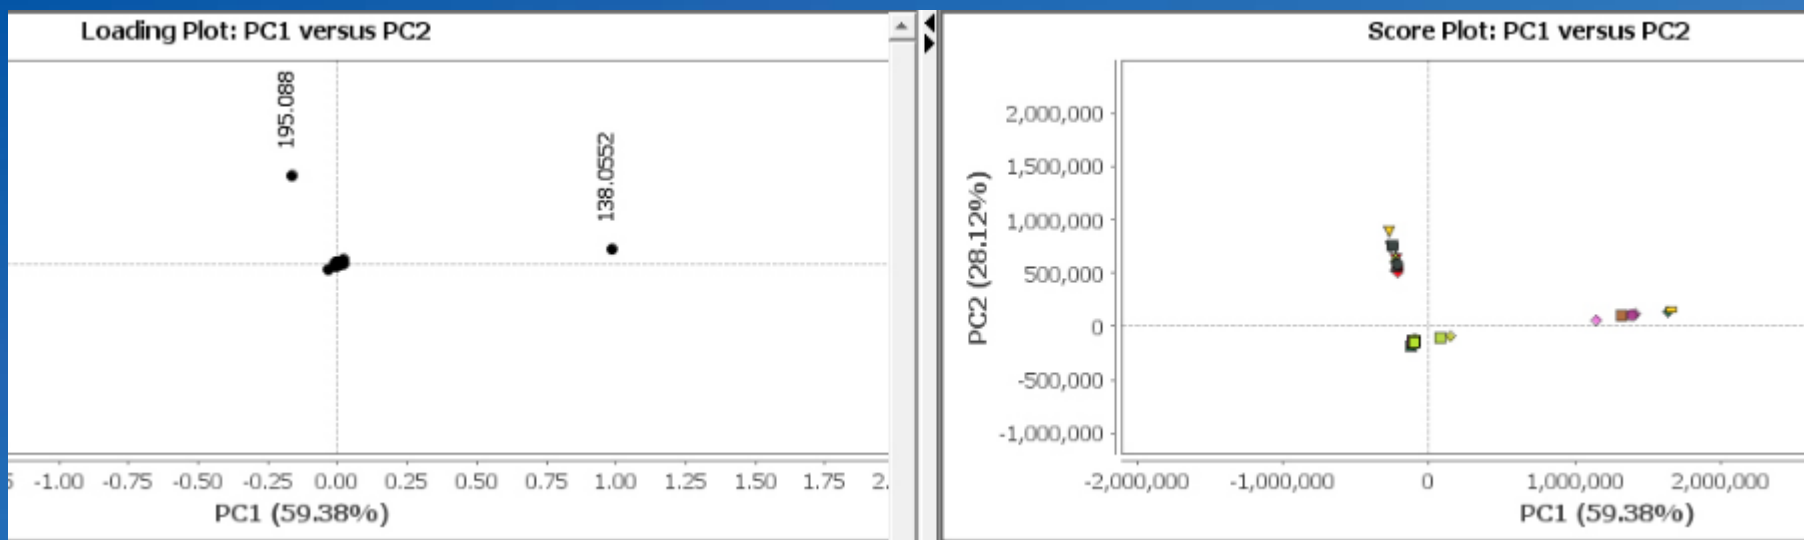 Loading Plot: PC1 versus PC2
195.088
138.0552
-1.00 -0.75 -0.50 -0.25 0.00 0.25 0.50 0.75 1.00 1.25 1.50 1.75 2.
PC1 (59.38%)
Score Plot: PC1 versus PC2
PC2 (28.12%)
2,000,000
1,500,000
1,000,000
500,000
0
-500,000
-1,000,000
-2,000,000 -1,000,000 0 1,000,000 2,000,000
PC1 (59.38%)